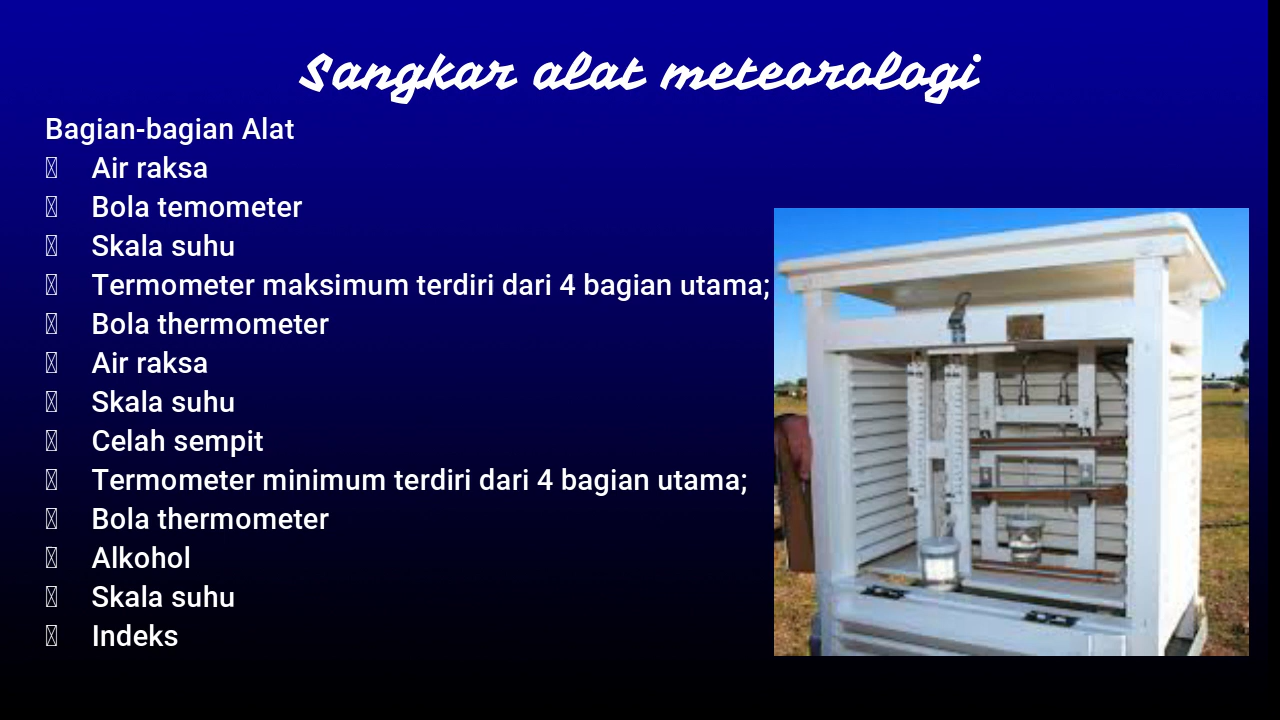 Sangkar alat meteorologi
Bagian-bagian Alat
Air raksa
Bola temometer
Skala suhu
Termometer maksimum terdiri dari 4 bagian utama;
Bola thermometer
Air raksa
Skala suhu
Celah sempit
Termometer minimum terdiri dari 4 bagian utama;
Bola thermometer
Alkohol
Skala suhu
Indeks